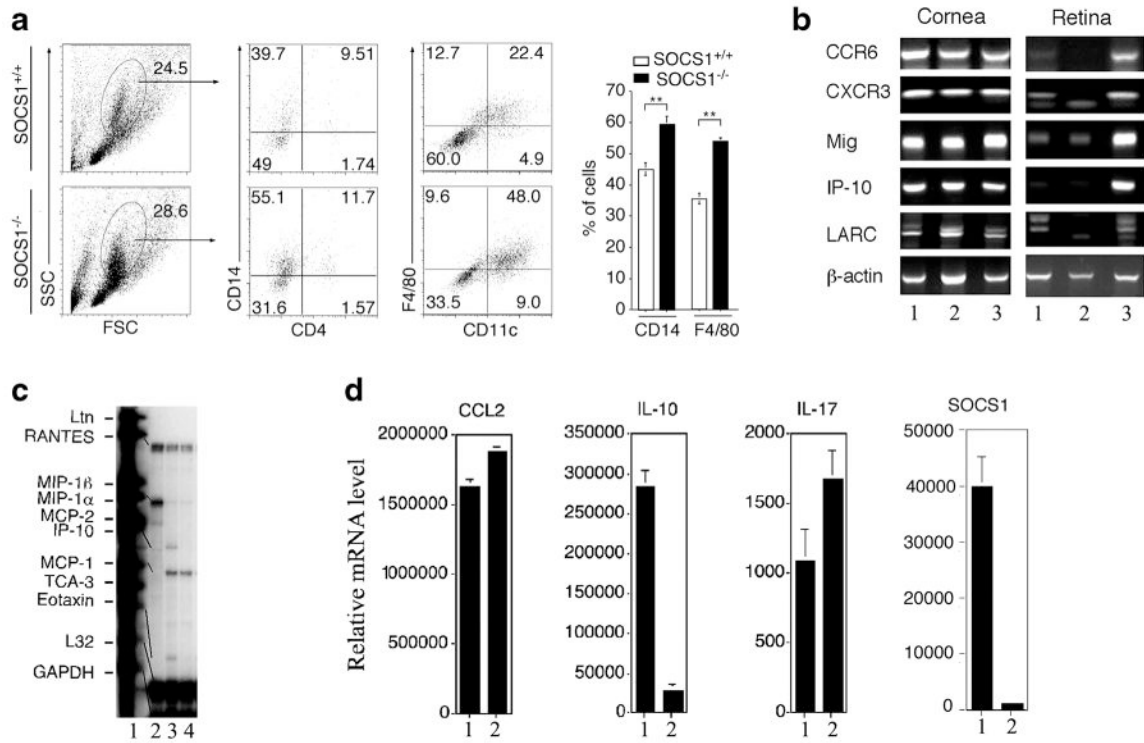 a
SOCS1+/+
SOCS1-/-
SSC
FSC
24.5
28.6
39.7 9.51
49 1.74
55.1 11.7
31.6 1.57
CD14
CD4
12.7 22.4
60.0 4.9
9.6 48.0
33.5 9.0
F4/80
CD11c
SOCS1+/+
SOCS1-/-
** **
% of cells
70
60
50
40
30
20
10
0
CD14 F4/80
b
Cornea Retina
CCR6
CXCR3
Mig
IP-10
LARC
β-actin
1 2 3 1 2 3
c
Ltn
RANTES
MIP-1ß
MIP-1α
MCP-2
IP-10
MCP-1
TCA-3
Eotaxin
L32
GAPDH
1 2 3 4
d
Relative mRNA level
CCL2
2000000
1500000
1000000
500000
0
1 2
IL-10
350000
300000
250000
200000
150000
100000
50000
0
1 2
IL-17
2000
1500
1000
500
0
1 2
SOCS1
50000
40000
30000
20000
10000
0
1 2